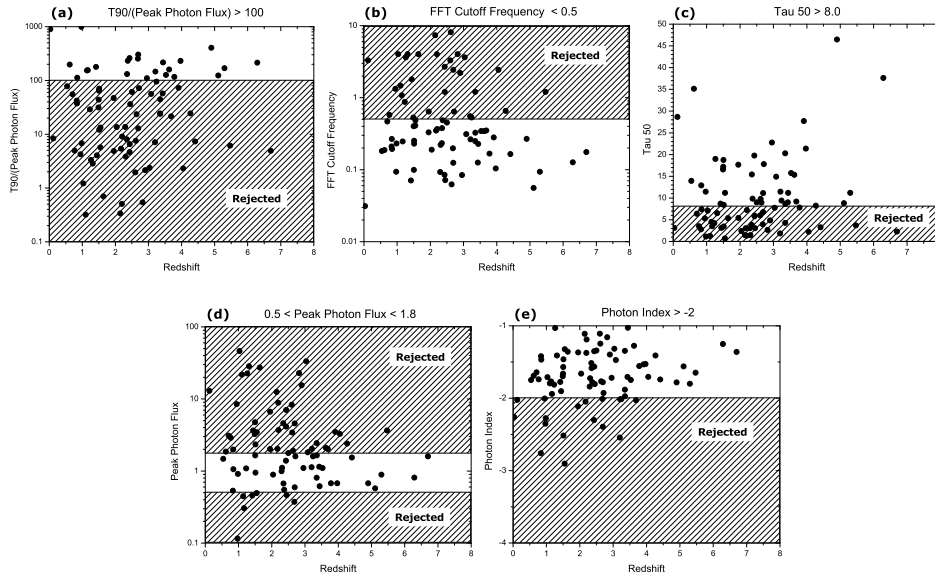 (a) T90/(Peak Photon Flux) > 100
T90/(Peak Photon Flux)
1000
100
10
1
0.1
Rejected
0 1 2 3 4 5 6 7 8
Redshift
(b) FFT Cutoff Frequency < 0.5
FFT Cutoff Frequency
10
1
0.1
0.01
Rejected
0 1 2 3 4 5 6 7 8
Redshift
(c) Tau 50 > 8.0
Tau 50
50
45
40
35
30
25
20
15
10
5
0
Rejected
0 1 2 3 4 5 6 7
Redshift
(d) 0.5 < Peak Photon Flux < 1.8
Peak Photon Flux
100
10
1
0.1
Rejected
Rejected
0 1 2 3 4 5 6 7 8
Redshift
(e) Photon Index > -2
Photon Index
-1
-2
-3
-4
Rejected
0 1 2 3 4 5 6 7 8
Redshift